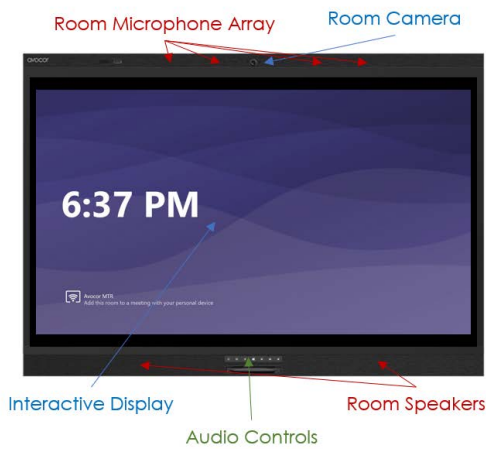 Room Microphone Array
Room Camera
avocor
6:37 PM
Avocor MTR
Add this room to a meeting with your personal device
Interactive Display
Room Speakers
Audio Controls